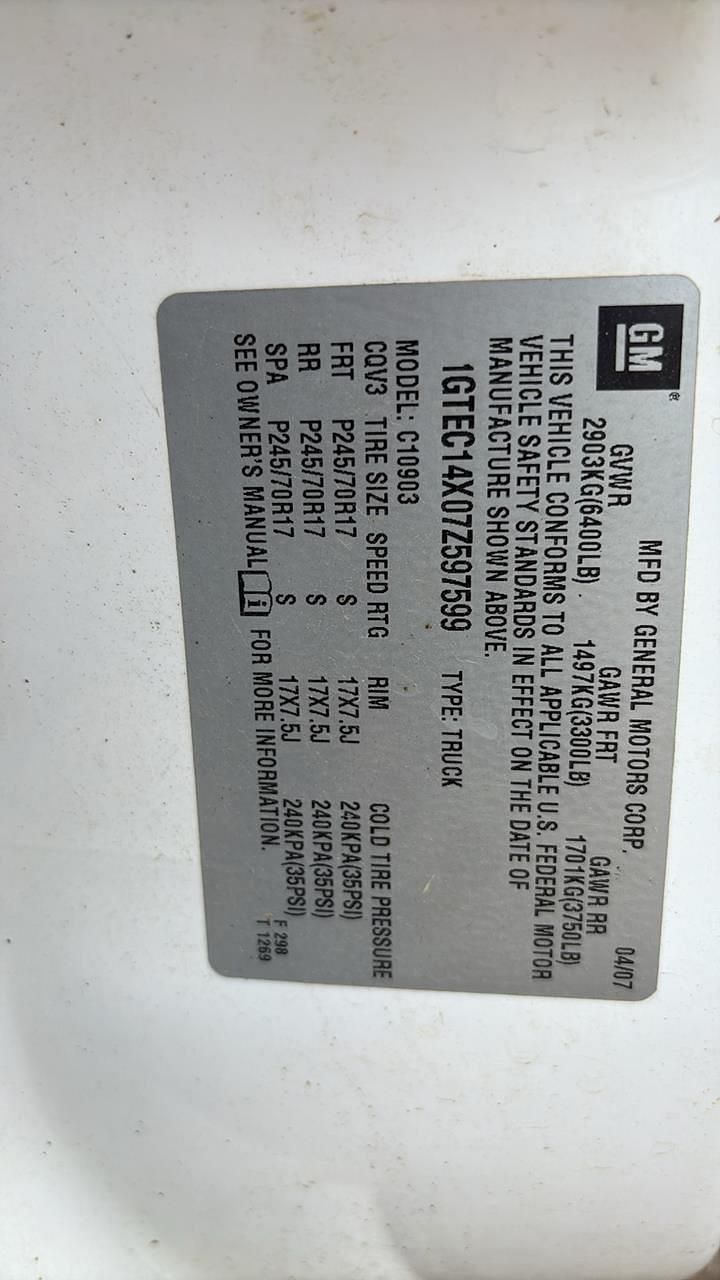 GM ®
MFD BY GENERAL MOTORS CORP. 04/07
GVWR GAWR FRT GAWR RR
2903KG(6400LB) 1497KG(3300LB) 1701KG(3750LB)
THIS VEHICLE CONFORMS TO ALL APPLICABLE U.S. FEDERAL MOTOR
VEHICLE SAFETY STANDARDS IN EFFECT ON THE DATE OF
MANUFACTURE SHOWN ABOVE.
1GTEC14X07Z597599 TYPE: TRUCK
MODEL: C10903
CQV3 TIRE SIZE SPEED RTG RIM COLD TIRE PRESSURE
FRT P245/70R17 S 17X7.5J 240KPA(35PSI)
RR P245/70R17 S 17X7.5J 240KPA(35PSI)
SPA P245/70R17 S 17X7.5J 240KPA(35PSI)
SEE OWNER'S MANUAL i FOR MORE INFORMATION.
F 298
T 1269